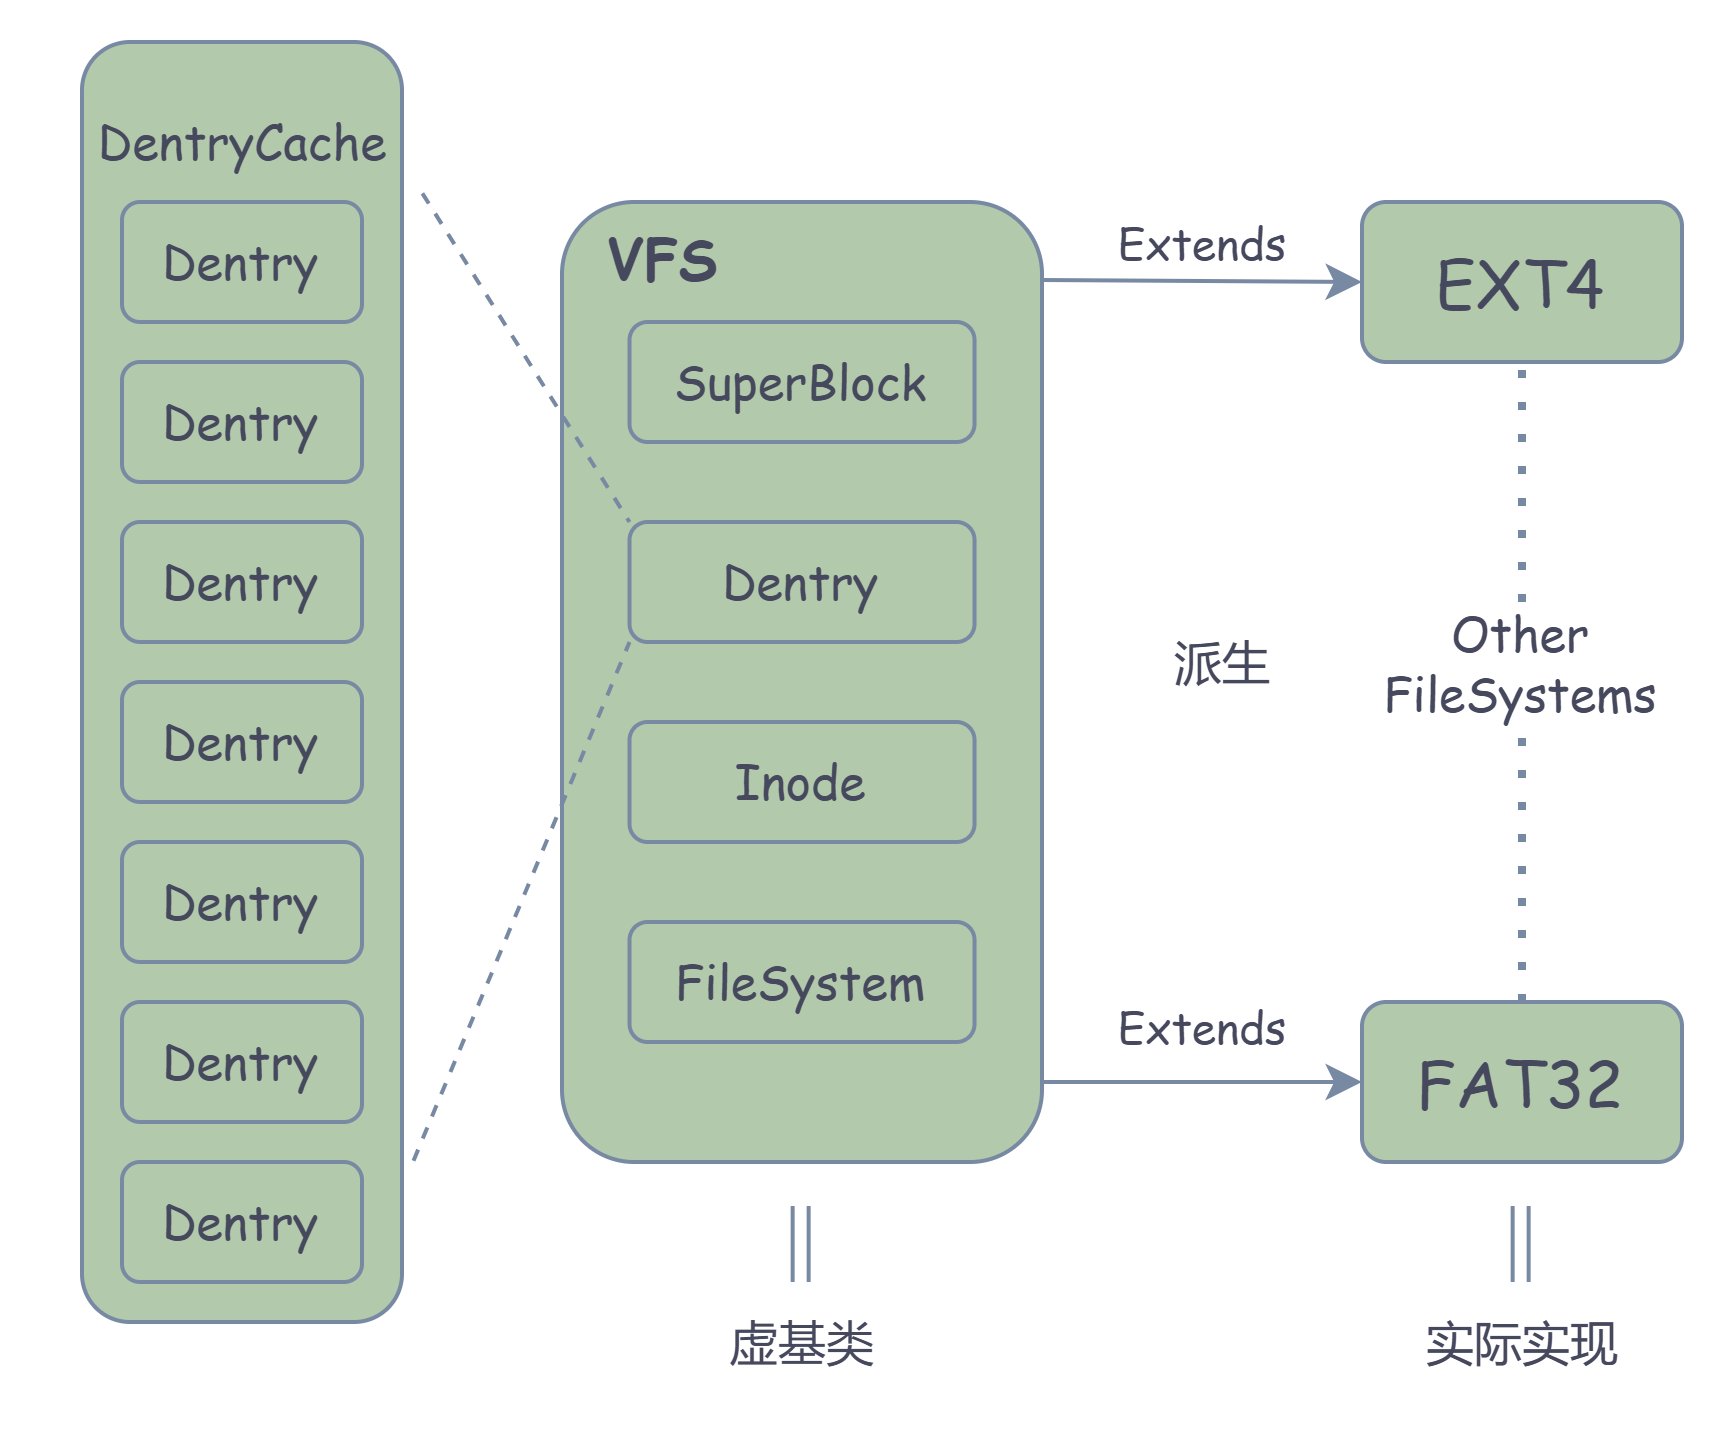 DentryCache
Dentry
Dentry
Dentry
Dentry
Dentry
Dentry
Dentry
VFS
SuperBlock
Dentry
Inode
FileSystem
虚基类
Extends
派生
Extends
EXT4
Other
FileSystems
FAT32
实际实现